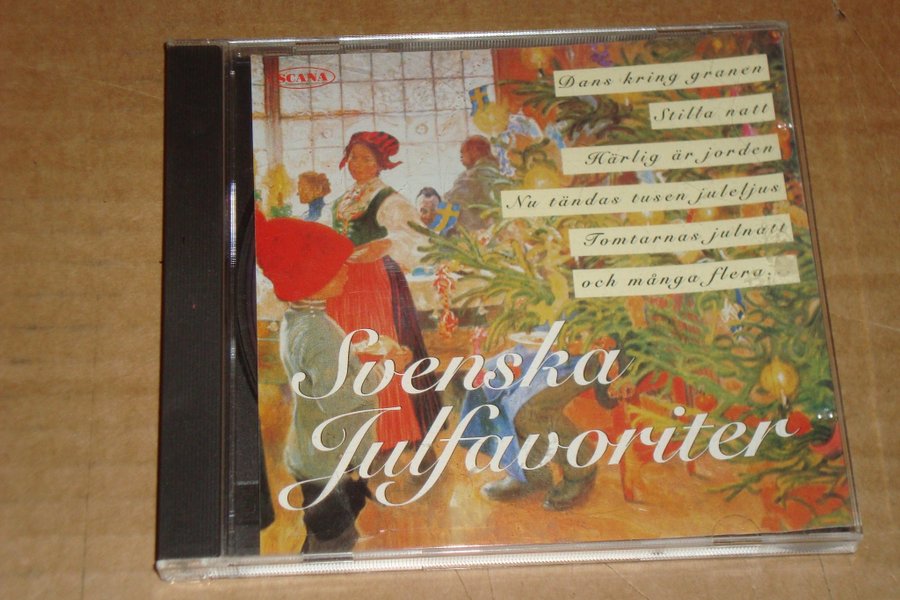 SCANA
Dans kring granen
Stilla natt
Härlig är jorden
Nu tändas tusen juleljus
Tomtarnas julnatt
och många flera.
Svenska
Julfavoriter